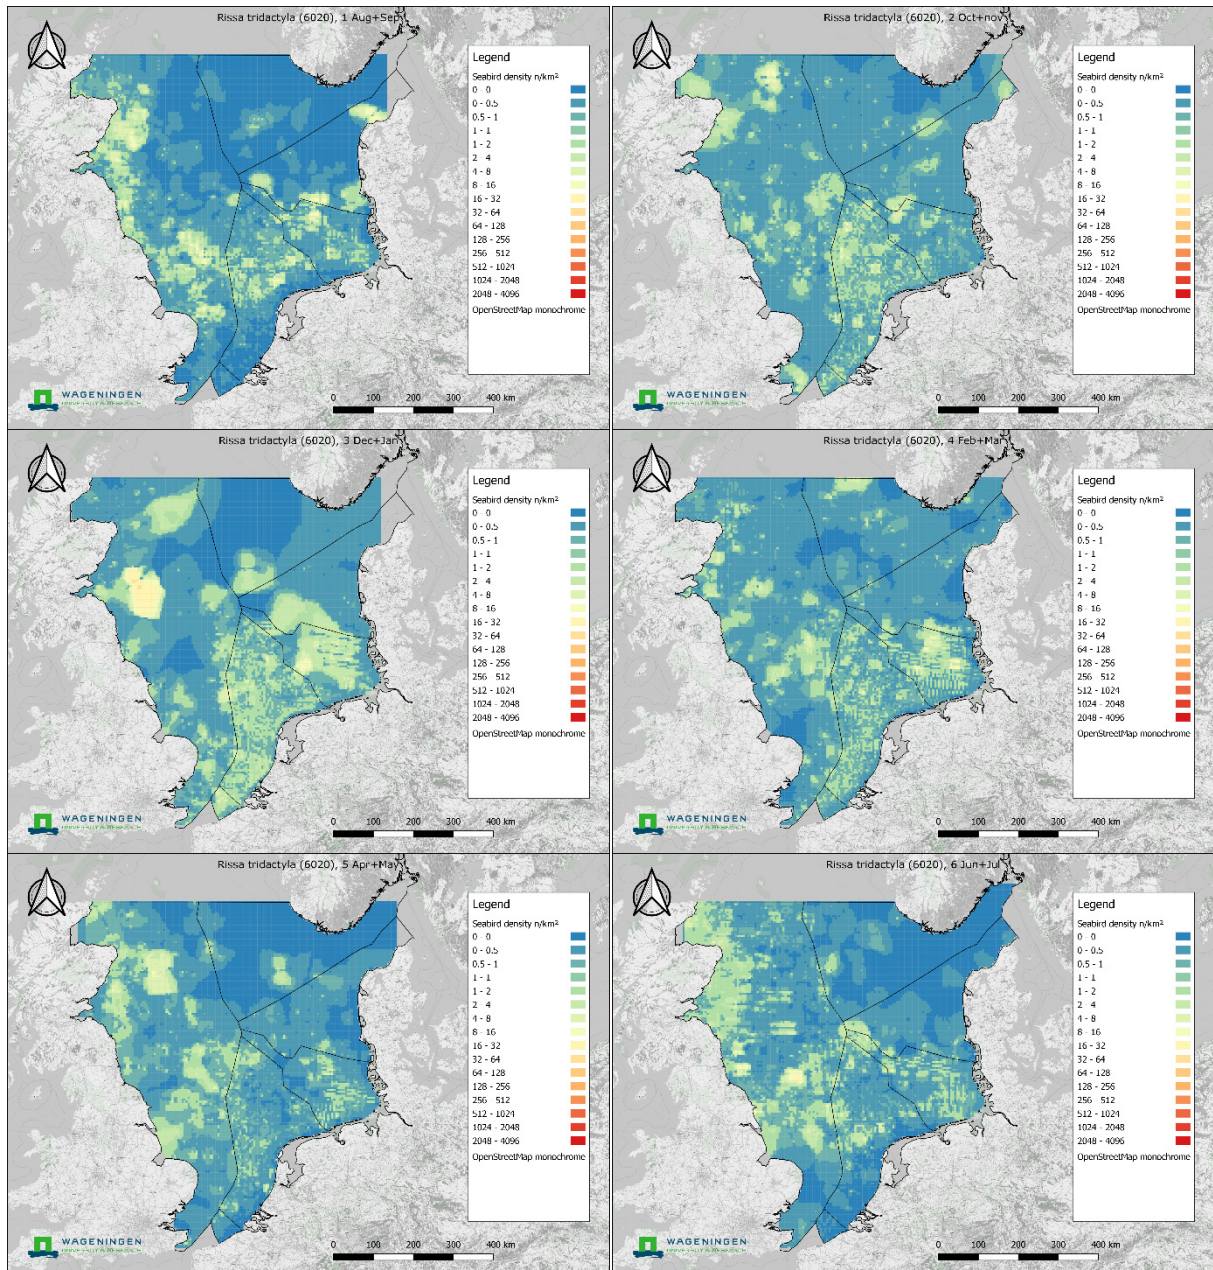 Rissa tridactyla (6020), 1 Aug+Sep
Legend
Seabird density n/km²
0 - 0
0 - 0.5
0.5 - 1
1 - 1
1 - 2
2 - 4
4 - 8
8 - 16
16 - 32
32 - 64
64 - 128
128 - 256
256 - 512
512 - 1024
1024 - 2048
2048 - 4096
OpenStreetMap monochrome
WAGENINGEN
UNIVERSITY & RESEARCH
0 100 200 300 400 km
Rissa tridactyla (6020), 2 Oct+nov
Legend
Seabird density n/km²
0 - 0
0 - 0.5
0.5 - 1
1 - 1
1 - 2
2 - 4
4 - 8
8 - 16
16 - 32
32 - 64
64 - 128
128 - 256
256 - 512
512 - 1024
1024 - 2048
2048 - 4096
OpenStreetMap monochrome
WAGENINGEN
UNIVERSITY & RESEARCH
0 100 200 300 400 km
Rissa tridactyla (6020), 3 Dec+Jan
Legend
Seabird density n/km²
0 - 0
0 - 0.5
0.5 - 1
1 - 1
1 - 2
2 - 4
4 - 8
8 - 16
16 - 32
32 - 64
64 - 128
128 - 256
256 - 512
512 - 1024
1024 - 2048
2048 - 4096
OpenStreetMap monochrome
WAGENINGEN
UNIVERSITY & RESEARCH
0 100 200 300 400 km
Rissa tridactyla (6020), 4 Feb+Mar
Legend
Seabird density n/km²
0 - 0
0 - 0.5
0.5 - 1
1 - 1
1 - 2
2 - 4
4 - 8
8 - 16
16 - 32
32 - 64
64 - 128
128 - 256
256 - 512
512 - 1024
1024 - 2048
2048 - 4096
OpenStreetMap monochrome
WAGENINGEN
UNIVERSITY & RESEARCH
0 100 200 300 400 km
Rissa tridactyla (6020), 5 Apr+May
Legend
Seabird density n/km²
0 - 0
0 - 0.5
0.5 - 1
1 - 1
1 - 2
2 - 4
4 - 8
8 - 16
16 - 32
32 - 64
64 - 128
128 - 256
256 - 512
512 - 1024
1024 - 2048
2048 - 4096
OpenStreetMap monochrome
WAGENINGEN
UNIVERSITY & RESEARCH
0 100 200 300 400 km
Rissa tridactyla (6020), 6 Jun+Jul
Legend
Seabird density n/km²
0 - 0
0 - 0.5
0.5 - 1
1 - 1
1 - 2
2 - 4
4 - 8
8 - 16
16 - 32
32 - 64
64 - 128
128 - 256
256 - 512
512 - 1024
1024 - 2048
2048 - 4096
OpenStreetMap monochrome
WAGENINGEN
UNIVERSITY & RESEARCH
0 100 200 300 400 km